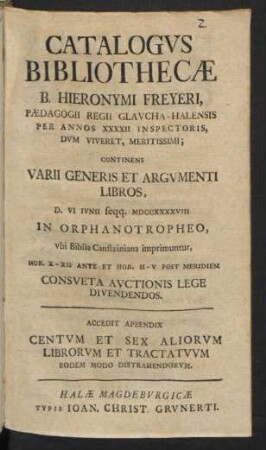 2
CATALOGVS
BIBLIOTHECÆ
B. HIERONYMI FREYERI,
PÆDAGOGII REGII GLAVCHA-HALENSIS
PER ANNOS XXXXII INSPECTORIS,
DVM VIVERET, MERITISSIMI;
CONTINENS
VARII GENERIS ET ARGVMENTI
LIBROS,
D. VI IVNII seqq. MDCCXXXXVIII
IN ORPHANOTROPHEO,
vbi Biblia Cansteiniana imprimuntur,
HOR. X-XII ANTE ET HOR. II-V POST MERIDIEM
CONSVETA AVCTIONIS LEGE
DIVENDENDOS.
ACCEDIT APPENDIX
CENTVM ET SEX ALIORVM
LIBRORVM ET TRACTATVVM
EODEM MODO DISTRAHENDORVM.
HALÆ MAGDEBVRGICÆ
TYPIS IOAN. CHRIST. GRVNERTI.